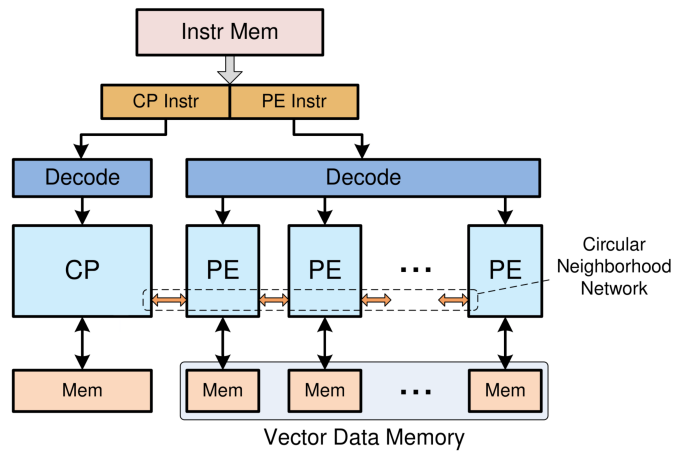 Instr Mem
CP Instr PE Instr
Decode Decode
CP PE PE ... PE
Circular
Neighborhood
Network
Mem Mem Mem ... Mem
Vector Data Memory